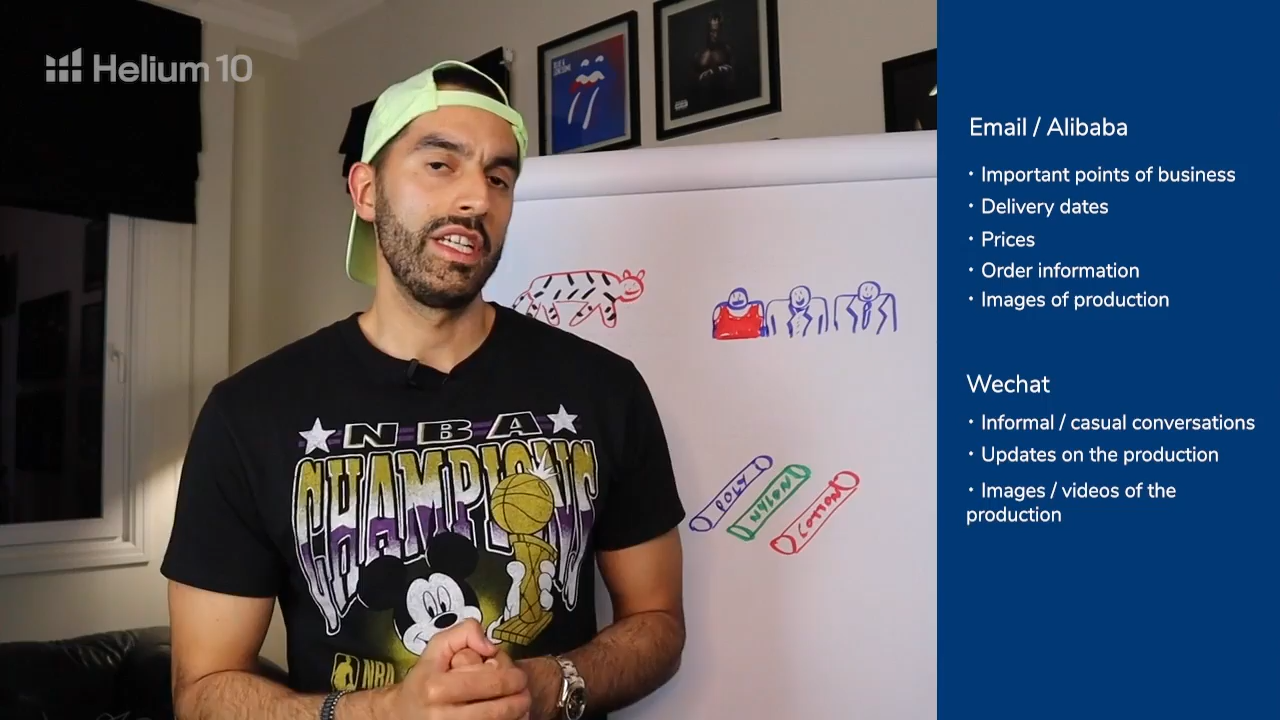 Helium 10
Email / Alibaba
· Important points of business
· Delivery dates
· Prices
· Order information
· Images of production
Wechat
· Informal / casual conversations
· Updates on the production
· Images / videos of the
production
POLY
NYLON
COTTON
NBA
CHAMPIONS
NBA